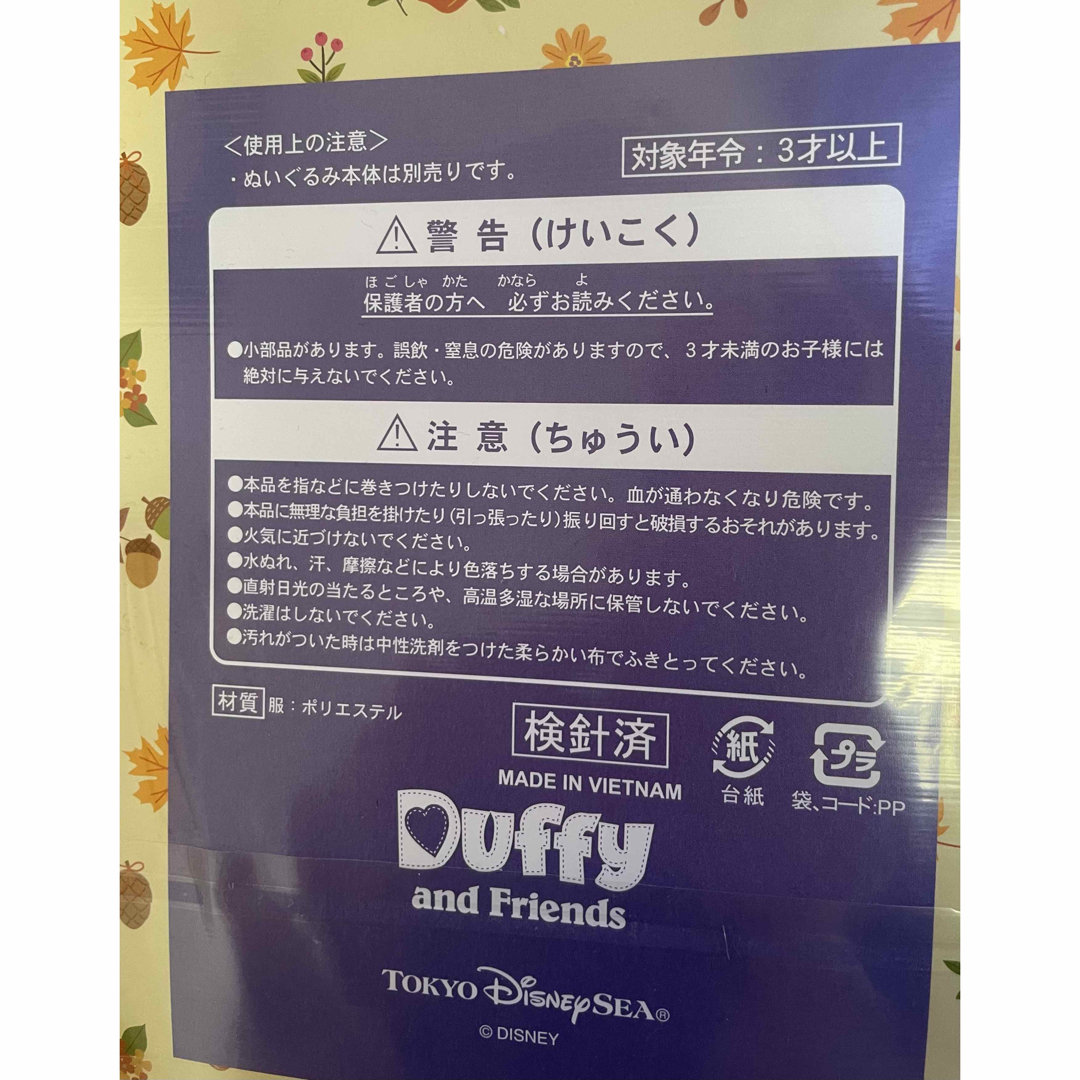 ＜使用上の注意＞
・ぬいぐるみ本体は別売りです。
対象年令：3才以上
⚠警告（けいこく）
ほごしゃ かた かなら よ
保護者の方へ 必ずお読みください。
●小部品があります。誤飲・窒息の危険がありますので、3才未満のお子様には
絶対に与えないでください。
⚠注意（ちゅうい）
●本品を指などに巻きつけたりしないでください。血が通わなくなり危険です。
●本品に無理な負担を掛けたり(引っ張ったり)振り回すと破損するおそれがあります。
●火気に近づけないでください。
●水ぬれ、汗、摩擦などにより色落ちする場合があります。
●直射日光の当たるところや、高温多湿な場所に保管しないでください。
●洗濯はしないでください。
●汚れがついた時は中性洗剤をつけた柔らかい布でふきとってください。
材質 服：ポリエステル
検針済
MADE IN VIETNAM
紙
台紙
プラ
袋、コード:PP
Duffy
and Friends
TOKYO DISNEYSEA®
© DISNEY